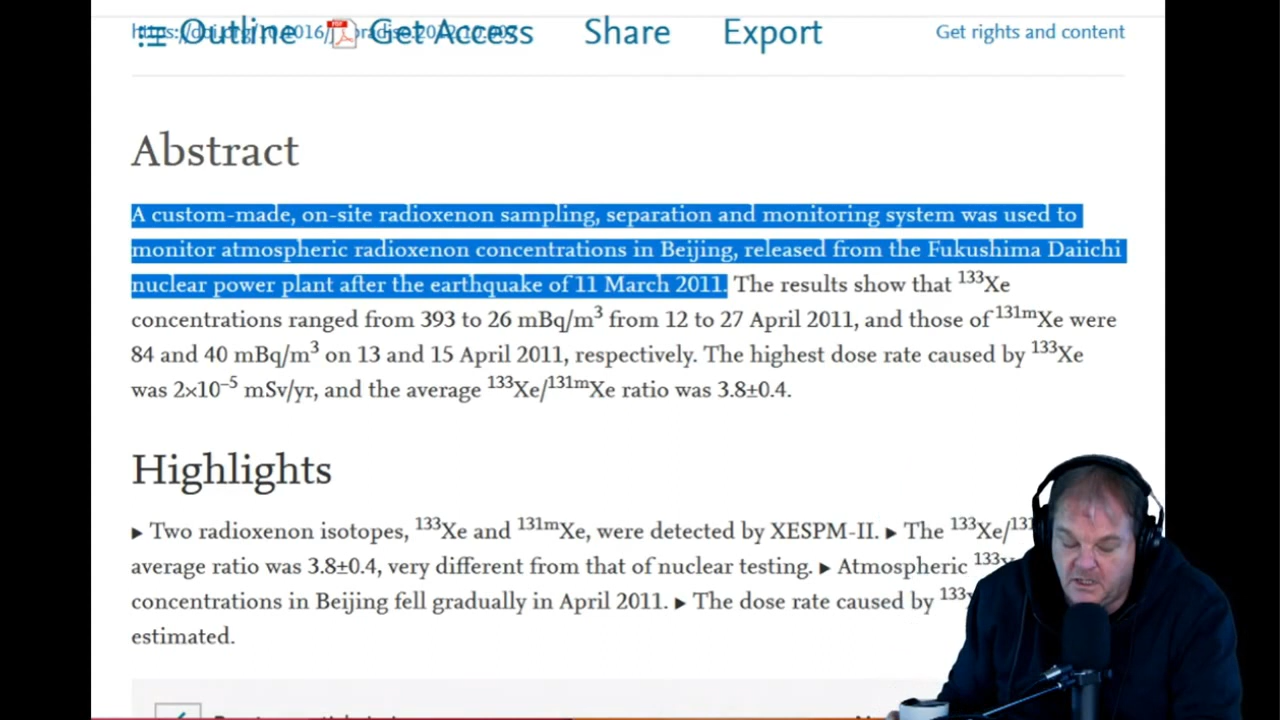 Outline Get Access Share Export Get rights and content
Abstract
A custom-made, on-site radioxenon sampling, separation and monitoring system was used to
monitor atmospheric radioxenon concentrations in Beijing, released from the Fukushima Daiichi
nuclear power plant after the earthquake of 11 March 2011. The results show that ¹³³Xe
concentrations ranged from 393 to 26 mBq/m³ from 12 to 27 April 2011, and those of ¹³¹ᵐXe were
84 and 40 mBq/m³ on 13 and 15 April 2011, respectively. The highest dose rate caused by ¹³³Xe
was 2×10⁻⁵ mSv/yr, and the average ¹³³Xe/¹³¹ᵐXe ratio was 3.8±0.4.
Highlights
▸ Two radioxenon isotopes, ¹³³Xe and ¹³¹ᵐXe, were detected by XESPM-II. ▸ The ¹³³Xe/
average ratio was 3.8±0.4, very different from that of nuclear testing. ▸ Atmospheric
concentrations in Beijing fell gradually in April 2011. ▸ The dose rate caused by
estimated.